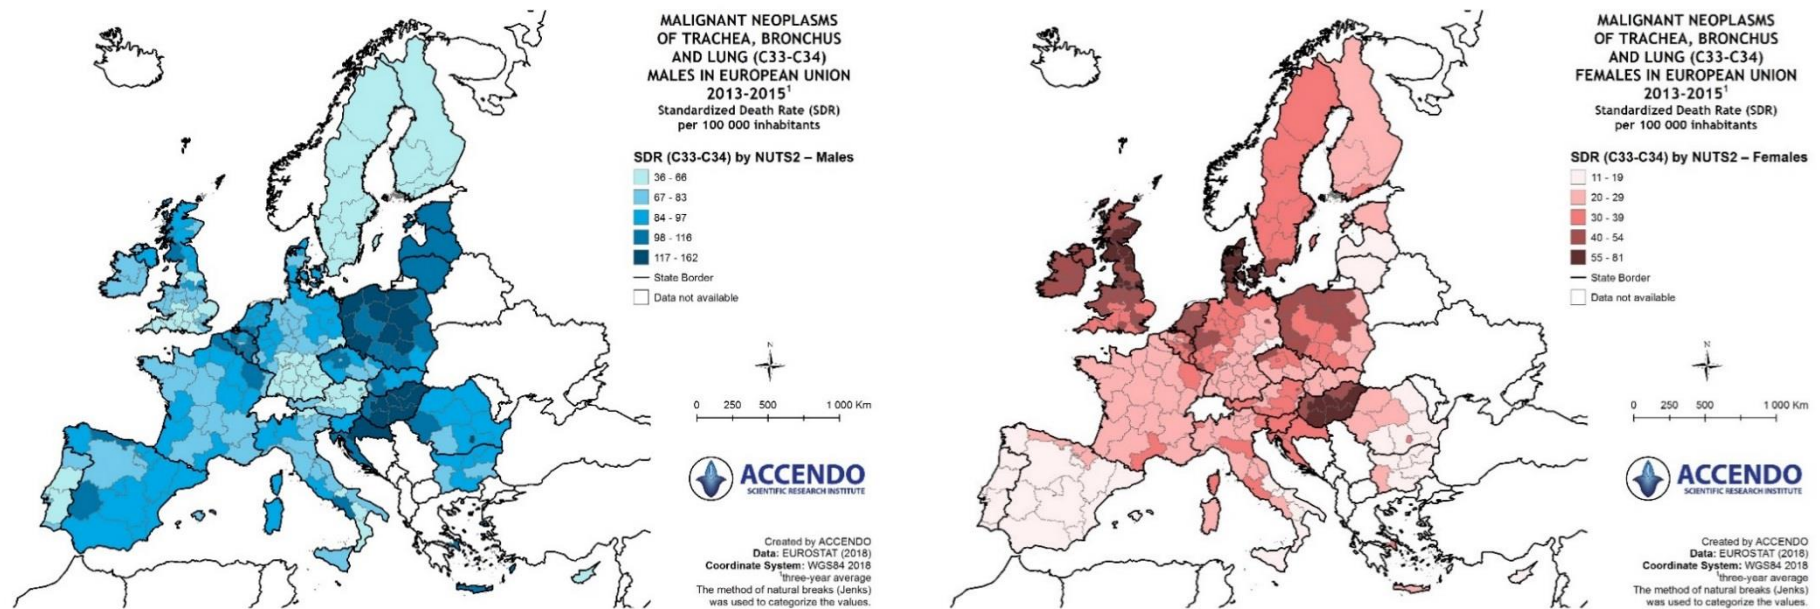 MALIGNANT NEOPLASMS
OF TRACHEA, BRONCHUS
AND LUNG (C33-C34)
MALES IN EUROPEAN UNION
2013-2015¹
Standardized Death Rate (SDR)
per 100 000 inhabitants
SDR (C33-C34) by NUTS2 – Males
36 - 66
67 - 83
84 - 97
98 - 116
117 - 162
State Border
Data not available
N
0 250 500 1 000 Km
ACCENDO
SCIENTIFIC RESEARCH INSTITUTE
Created by ACCENDO
Data: EUROSTAT (2018)
Coordinate System: WGS84 2018
¹three-year average
The method of natural breaks (Jenks)
was used to categorize the values.
MALIGNANT NEOPLASMS
OF TRACHEA, BRONCHUS
AND LUNG (C33-C34)
FEMALES IN EUROPEAN UNION
2013-2015¹
Standardized Death Rate (SDR)
per 100 000 inhabitants
SDR (C33-C34) by NUTS2 – Females
11 - 19
20 - 29
30 - 39
40 - 54
55 - 81
State Border
Data not available
N
0 250 500 1 000 Km
ACCENDO
SCIENTIFIC RESEARCH INSTITUTE
Created by ACCENDO
Data: EUROSTAT (2018)
Coordinate System: WGS84 2018
¹three-year average
The method of natural breaks (Jenks)
was used to categorize the values.